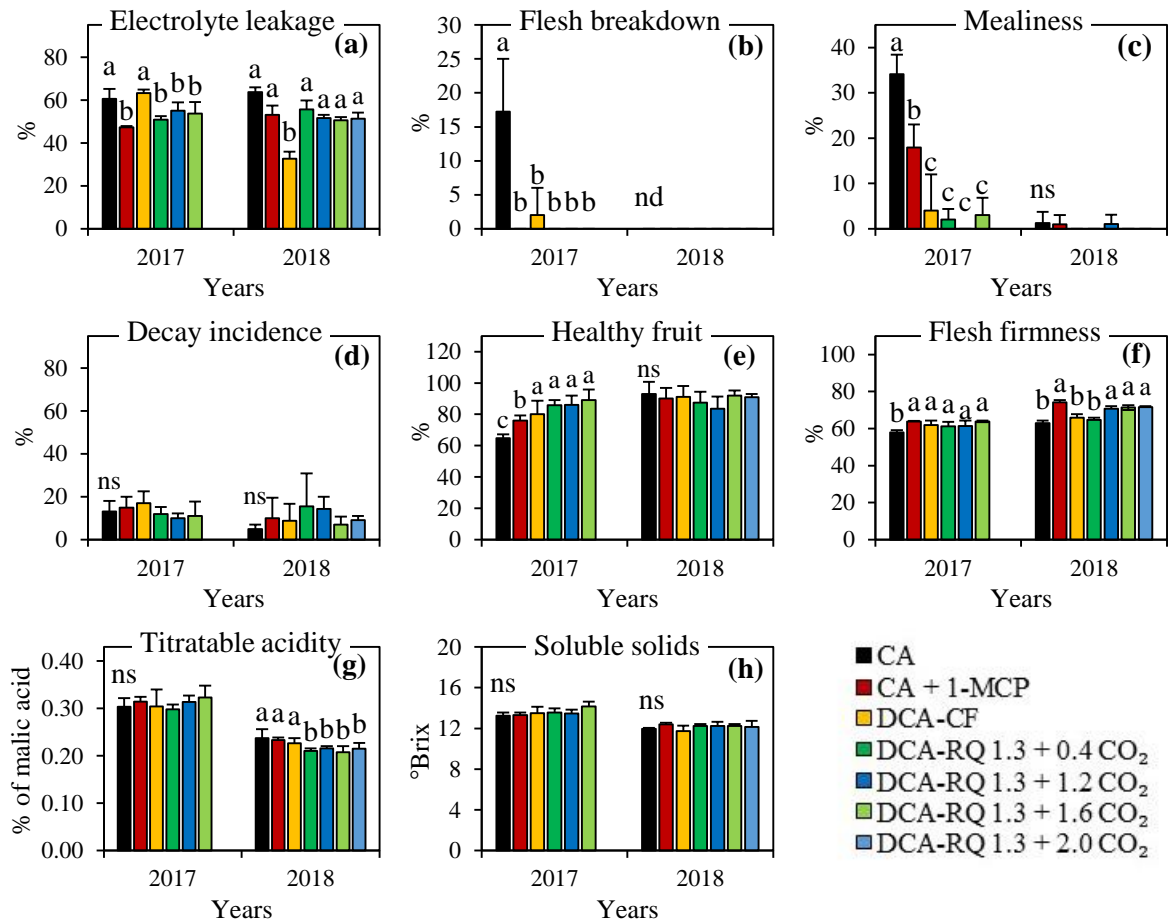 Electrolyte leakage
(a)
80
60
40
20
0
%
a b a b b b
a a b a a a a
2017 2018
Years
Flesh breakdown
(b)
30
25
20
15
10
5
0
%
a b b b b b
nd
2017 2018
Years
Mealiness
(c)
40
30
20
10
0
%
a b c c c c
ns
2017 2018
Years
Decay incidence
(d)
80
60
40
20
0
%
ns ns
2017 2018
Years
Healthy fruit
(e)
120
100
80
60
40
20
0
%
c b a a a a
ns
2017 2018
Years
Flesh firmness
(f)
100
80
60
40
20
0
%
b a a a a a
b a b b a a a
2017 2018
Years
Titratable acidity
(g)
0.40
0.30
0.20
0.10
0.00
% of malic acid
ns
a a a b b b b
2017 2018
Years
Soluble solids
(h)
20
16
12
8
4
0
°Brix
ns ns
2017 2018
Years
CA
CA + 1-MCP
DCA-CF
DCA-RQ 1.3 + 0.4 CO₂
DCA-RQ 1.3 + 1.2 CO₂
DCA-RQ 1.3 + 1.6 CO₂
DCA-RQ 1.3 + 2.0 CO₂